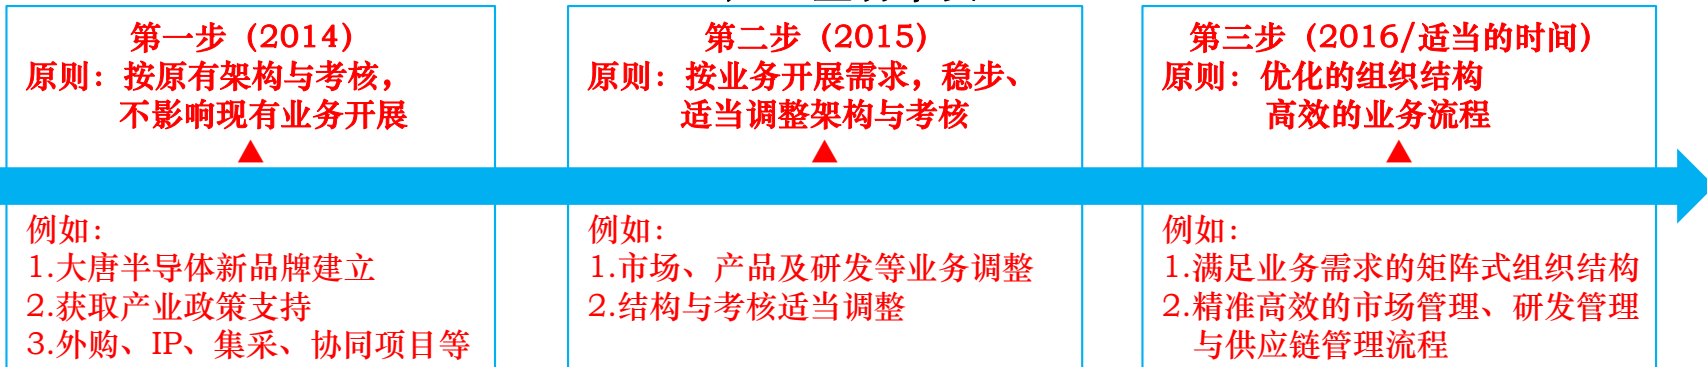 第一步（2014）
原则：按原有架构与考核，
不影响现有业务开展
例如：
1.大唐半导体新品牌建立
2.获取产业政策支持
3.外购、IP、集采、协同项目等
第二步（2015）
原则：按业务开展需求，稳步、
适当调整架构与考核
例如：
1.市场、产品及研发等业务调整
2.结构与考核适当调整
第三步（2016/适当的时间）
原则：优化的组织结构
高效的业务流程
例如：
1.满足业务需求的矩阵式组织结构
2.精准高效的市场管理、研发管理
与供应链管理流程